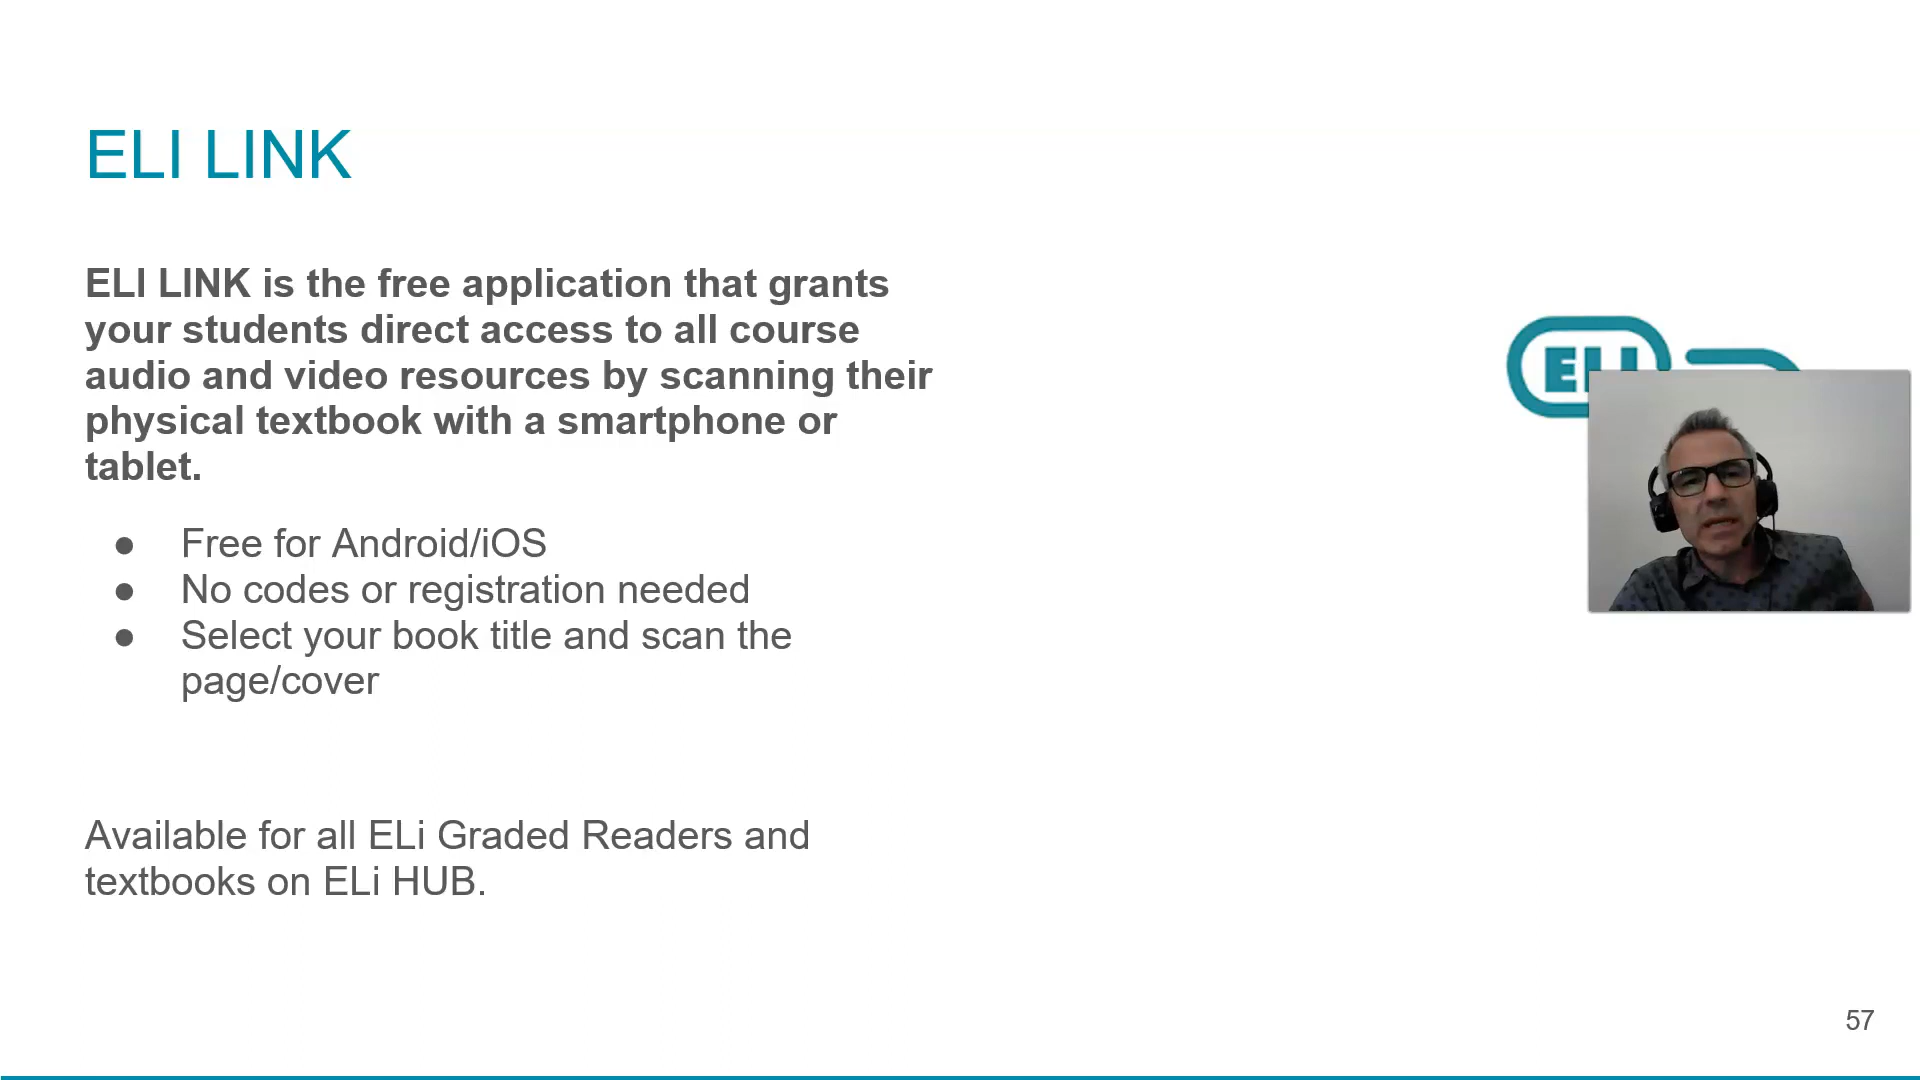 ELI LINK
ELI LINK is the free application that grants
your students direct access to all course
audio and video resources by scanning their
physical textbook with a smartphone or
tablet.
● Free for Android/iOS
● No codes or registration needed
● Select your book title and scan the
page/cover
Available for all ELi Graded Readers and
textbooks on ELi HUB.
ELI
57